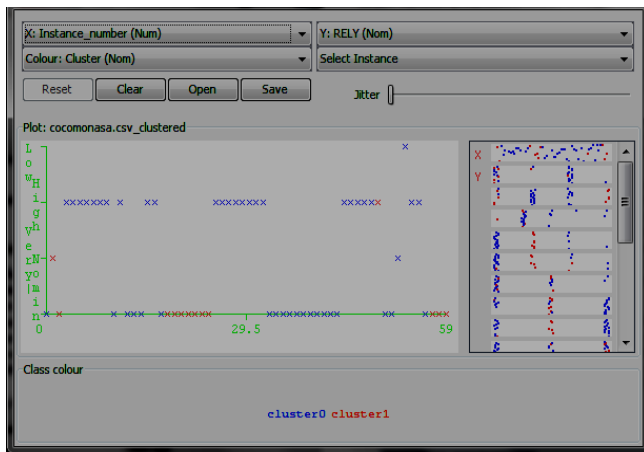 X: Instance_number (Num)
Y: RELY (Nom)
Colour: Cluster (Nom)
Select Instance
Reset
Clear
Open
Save
Jitter
Plot: cocomonasa.csv_clustered
X
Y
0
29.5
59
Class colour
cluster0 cluster1